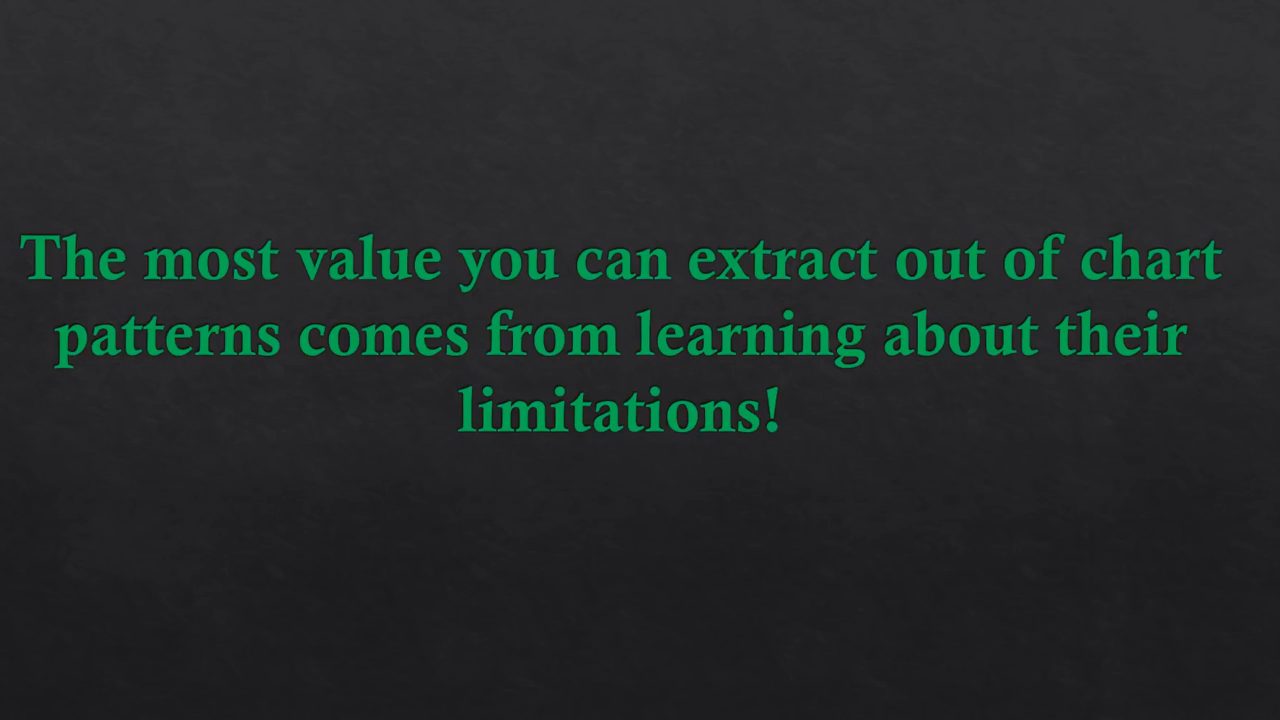 The most value you can extract out of chart
patterns comes from learning about their
limitations!